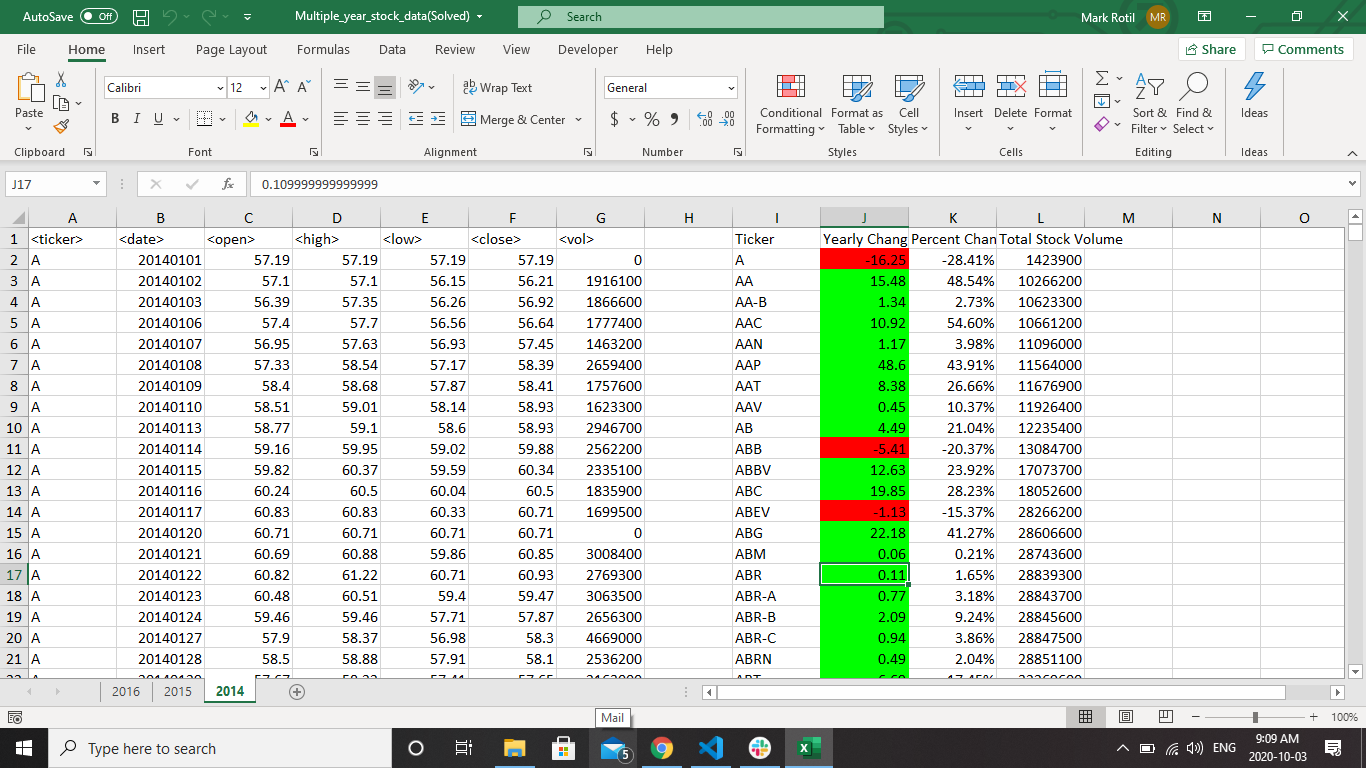 AutoSave Off Multiple_year_stock_data(Solved) Search Mark Rotil MR
File Home Insert Page Layout Formulas Data Review View Developer Help Share Comments
Paste Calibri 12 A A Wrap Text General Conditional Formatting Format as Table Cell Styles Insert Delete Format Sort & Filter Find & Select Ideas
B I U A Merge & Center $ % 9
Clipboard Font Alignment Number Styles Cells Editing Ideas
J17 fx 0.109999999999999
A B C D E F G H I J K L M N O
1 <ticker> <date> <open> <high> <low> <close> <vol> Ticker Yearly Chang Percent Chan Total Stock Volume
2 A 20140101 57.19 57.19 57.19 57.19 0 A -16.25 -28.41% 1423900
3 A 20140102 57.1 57.1 56.15 56.21 1916100 AA 15.48 48.54% 10266200
4 A 20140103 56.39 57.35 56.26 56.92 1866600 AA-B 1.34 2.73% 10623300
5 A 20140106 57.4 57.7 56.56 56.64 1777400 AAC 10.92 54.60% 10661200
6 A 20140107 56.95 57.63 56.93 57.45 1463200 AAN 1.17 3.98% 11096000
7 A 20140108 57.33 58.54 57.17 58.39 2659400 AAP 48.6 43.91% 11564000
8 A 20140109 58.4 58.68 57.87 58.41 1757600 AAT 8.38 26.66% 11676900
9 A 20140110 58.51 59.01 58.14 58.93 1623300 AAV 0.45 10.37% 11926400
10 A 20140113 58.77 59.1 58.6 58.93 2946700 AB 4.49 21.04% 12235400
11 A 20140114 59.16 59.95 59.02 59.88 2562200 ABB -5.41 -20.37% 13084700
12 A 20140115 59.82 60.37 59.59 60.34 2335100 ABBV 12.63 23.92% 17073700
13 A 20140116 60.24 60.5 60.04 60.5 1835900 ABC 19.85 28.23% 18052600
14 A 20140117 60.83 60.83 60.33 60.71 1699500 ABEV -1.13 -15.37% 28266200
15 A 20140120 60.71 60.71 60.71 60.71 0 ABG 22.18 41.27% 28606600
16 A 20140121 60.69 60.88 59.86 60.85 3008400 ABM 0.06 0.21% 28743600
17 A 20140122 60.82 61.22 60.71 60.93 2769300 ABR 0.11 1.65% 28839300
18 A 20140123 60.48 60.51 59.4 59.47 3063500 ABR-A 0.77 3.18% 28843700
19 A 20140124 59.46 59.46 57.71 57.87 2656300 ABR-B 2.09 9.24% 28845600
20 A 20140127 57.9 58.37 56.98 58.3 4669000 ABR-C 0.94 3.86% 28847500
21 A 20140128 58.5 58.88 57.91 58.1 2536200 ABRN 0.49 2.04% 28851100
2016 2015 2014
100%
Mail
Type here to search 5 ENG 9:09 AM
2020-10-03